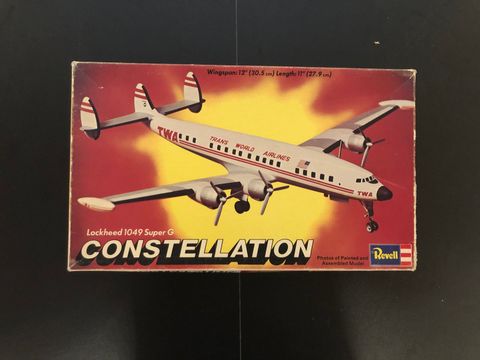 Wingspan: 12" (30.5 cm) Length: 11" (27.9 cm)
TWA
TRANS WORLD AIRLINES
TWA
Lockheed 1049 Super G
CONSTELLATION
Photos of Painted and
Assembled Model
Revell